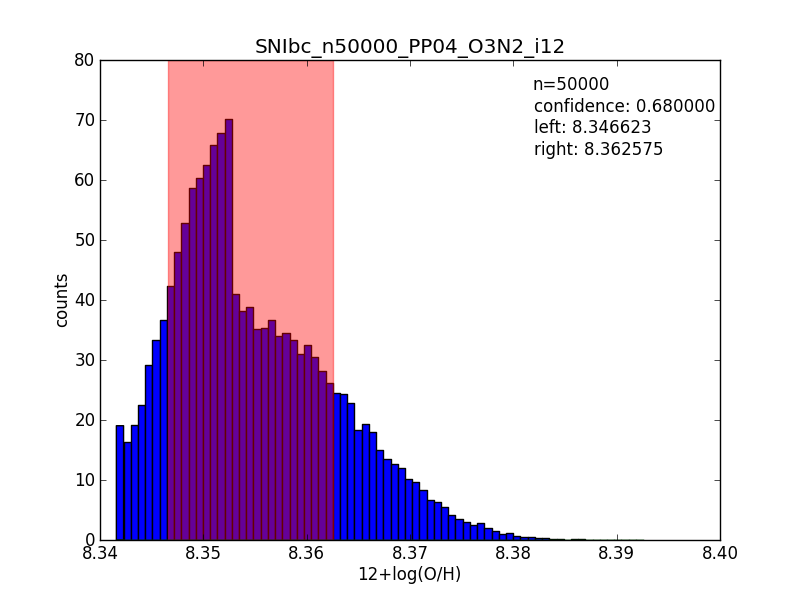 SNIbc_n50000_PP04_O3N2_i12
80
70
60
50
40
30
20
10
0
counts
n=50000
confidence: 0.680000
left: 8.346623
right: 8.362575
8.34 8.35 8.36 8.37 8.38 8.39 8.40
12+log(O/H)